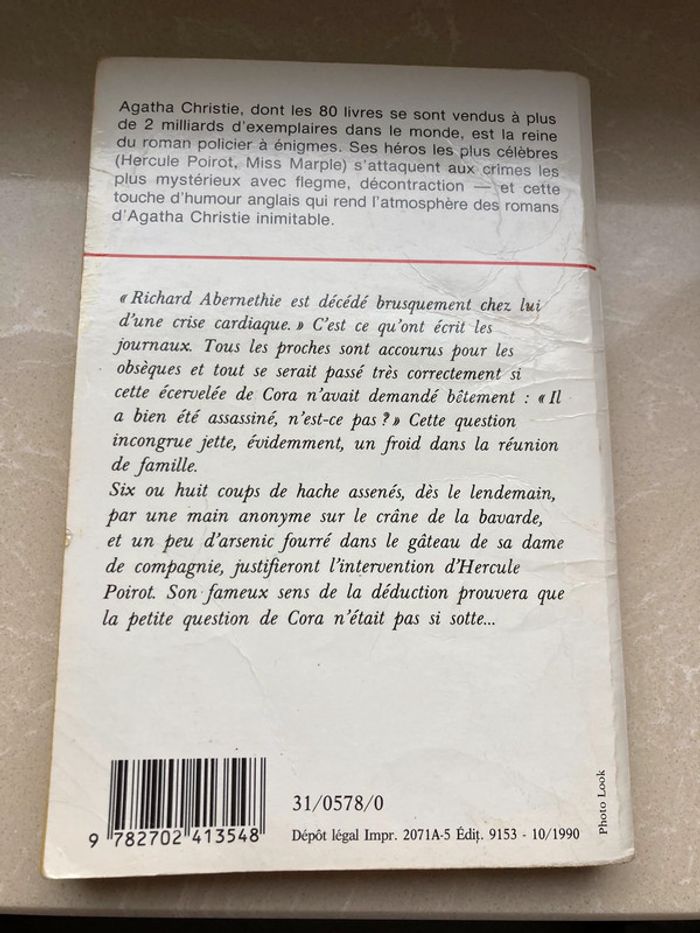 Agatha Christie, dont les 80 livres se sont vendus à plus
de 2 milliards d'exemplaires dans le monde, est la reine
du roman policier à énigmes. Ses héros les plus célèbres
(Hercule Poirot, Miss Marple) s'attaquent aux crimes les
plus mystérieux avec flegme, décontraction — et cette
touche d'humour anglais qui rend l'atmosphère des romans
d'Agatha Christie inimitable.
« Richard Abernethie est décédé brusquement chez lui
d'une crise cardiaque. » C'est ce qu'ont écrit les
journaux. Tous les proches sont accourus pour les
obsèques et tout se serait passé très correctement si
cette écervelée de Cora n'avait demandé bêtement : « Il
a bien été assassiné, n'est-ce pas ? » Cette question
incongrue jette, évidemment, un froid dans la réunion
de famille.
Six ou huit coups de hache assenés, dès le lendemain,
par une main anonyme sur le crâne de la bavarde,
et un peu d'arsenic fourré dans le gâteau de sa dame
de compagnie, justifieront l'intervention d'Hercule
Poirot. Son fameux sens de la déduction prouvera que
la petite question de Cora n'était pas si sotte...
9 782702 413548
31/0578/0
Dépôt légal Impr. 2071A-5 Édit. 9153 - 10/1990
Photo Look